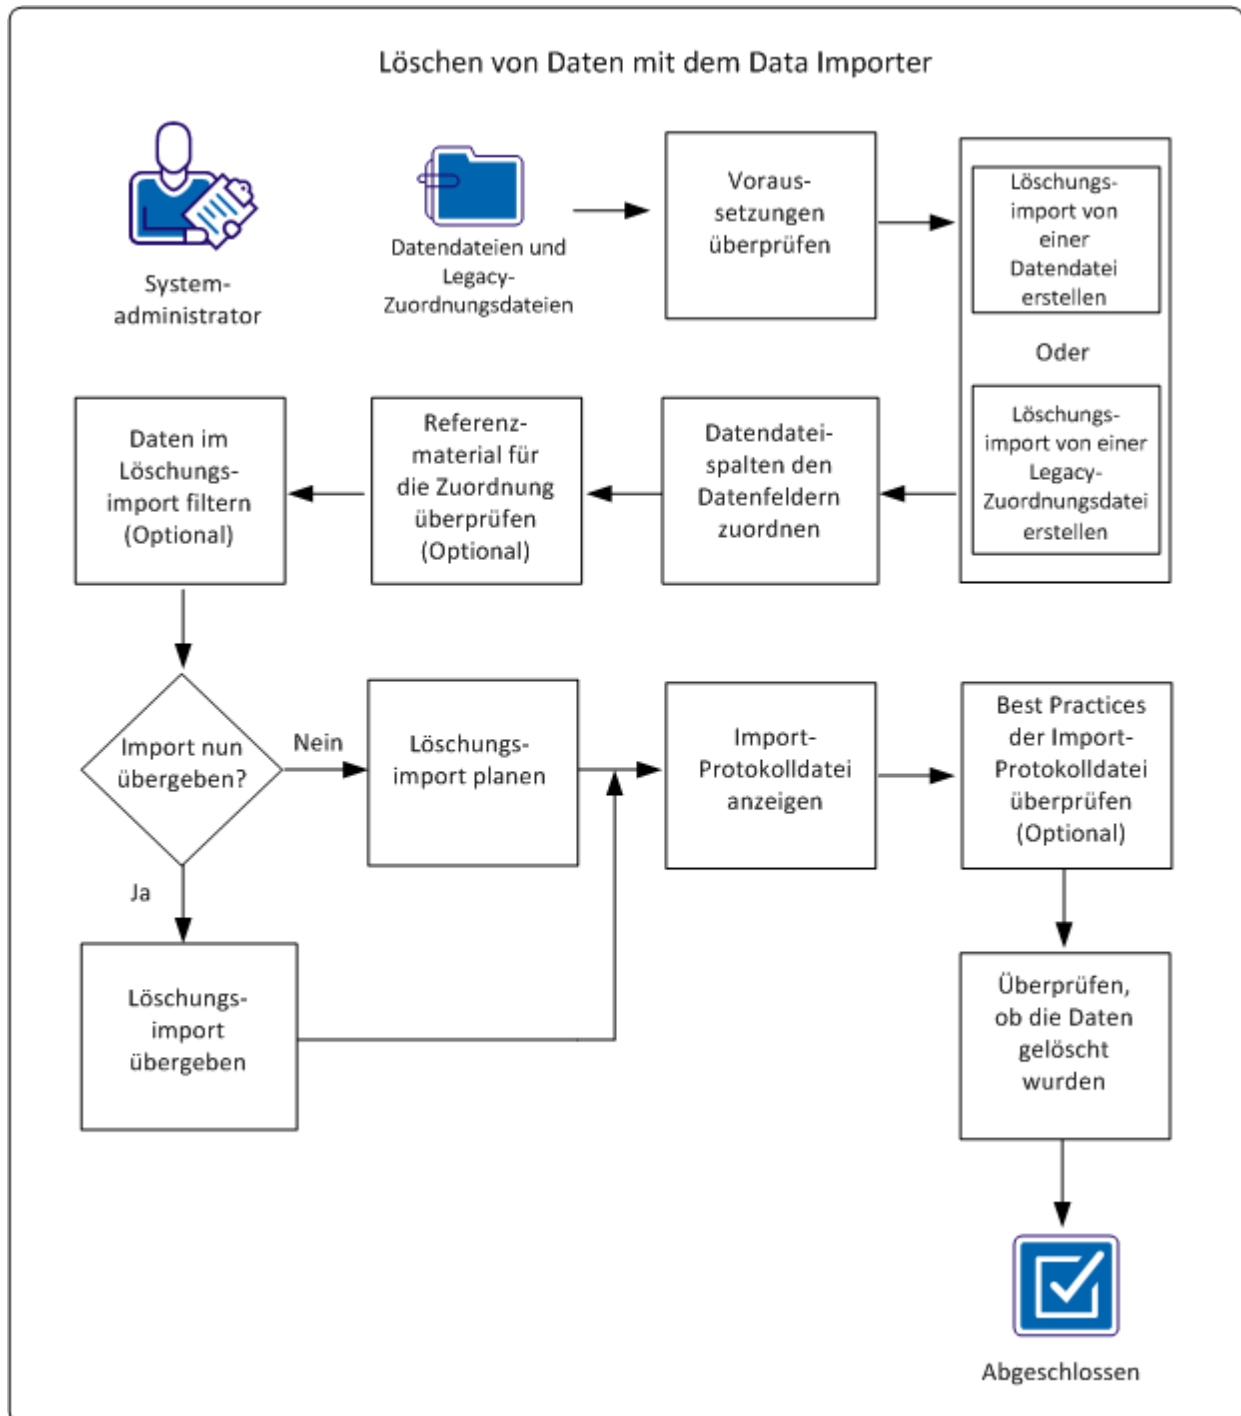 Löschen von Daten mit dem Data Importer
System-
administrator
Datendateien und
Legacy-
Zuordnungsdateien
Voraus-
setzungen
überprüfen
Löschungs-
import von
einer
Datendatei
erstellen
Oder
Löschungs-
import von einer
Legacy-
Zuordnungsdatei
erstellen
Datendatei-
spalten den
Datenfeldern
zuordnen
Referenz-
material für
die Zuordnung
überprüfen
(Optional)
Daten im
Löschungs-
import filtern
(Optional)
Import nun
übergeben?
Nein
Löschungs-
import planen
Ja
Löschungs-
import
übergeben
Import-
Protokolldatei
anzeigen
Best Practices
der Import-
Protokolldatei
überprüfen
(Optional)
Überprüfen,
ob die Daten
gelöscht
wurden
Abgeschlossen